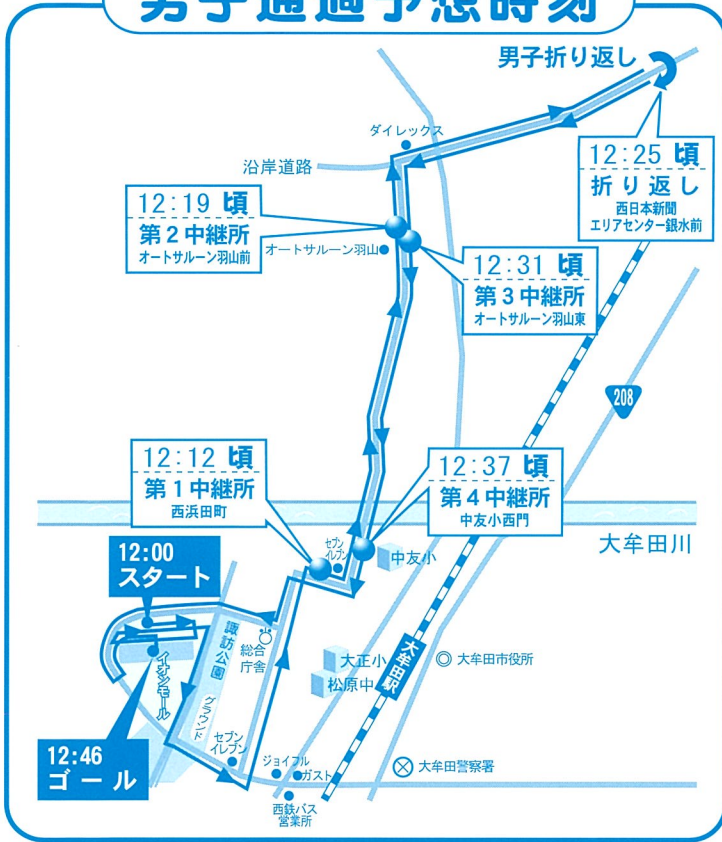 男子通過予想時刻
男子折り返し
ダイレックス
沿岸道路
12:25 頃
折り返し
西日本新聞
エリアセンター銀水前
12:19 頃
第2中継所
オートサルーン羽山前
オートサルーン羽山
12:31 頃
第3中継所
オートサルーン羽山東
208
12:12 頃
第1中継所
西浜田町
12:37 頃
第4中継所
中友小西門
大牟田川
セブン
イレブン
中友小
12:00
スタート
諏訪公園
グラウンド
総合
庁舎
イオンモール
大正小
松原中
大牟田駅
大牟田市役所
12:46
ゴール
セブン
イレブン
ジョイフル
ガスト
西鉄バス
営業所
大牟田警察署